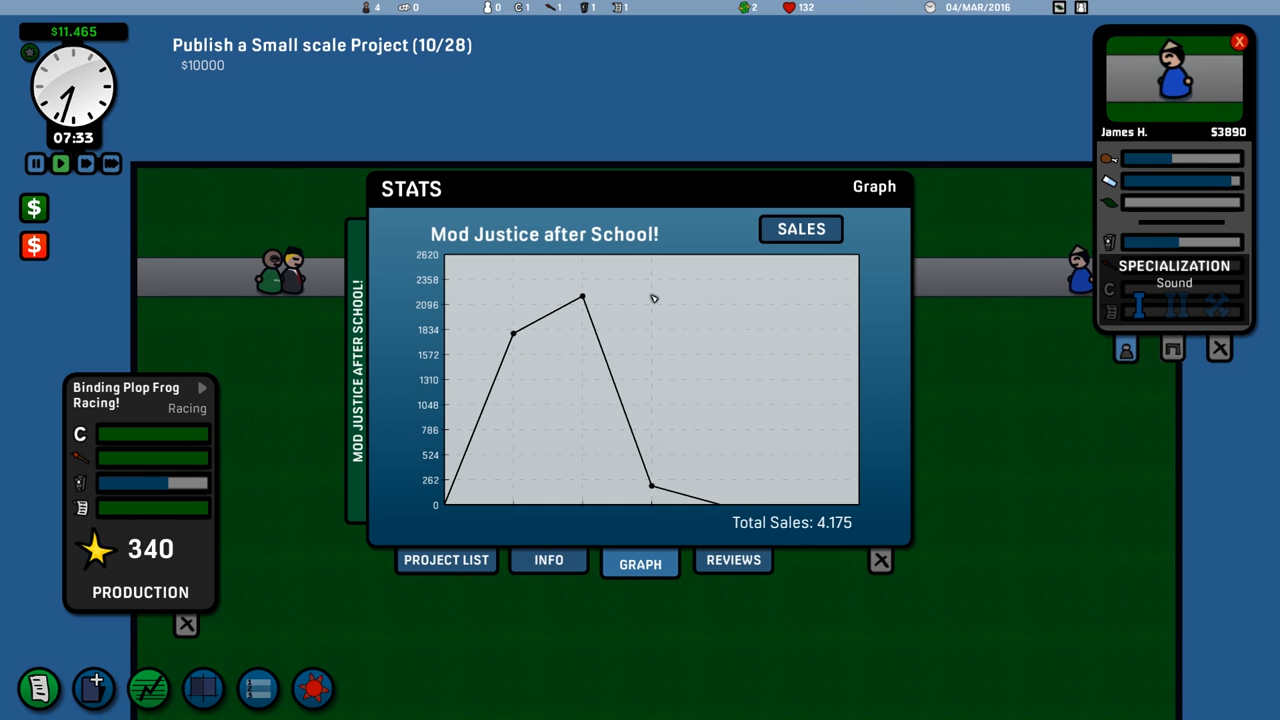 4
0
0
1
1
1
1
2
132
04/MAR/2016
$11.465
Publish a Small scale Project (10/28)
$10000
07:33
$
$
X
James H. $3890
SPECIALIZATION
Sound
C
STATS
Graph
MOD JUSTICE AFTER SCHOOL!
Mod Justice after School!
SALES
2620
2358
2096
1834
1572
1310
1048
786
524
262
0
Total Sales: 4.175
PROJECT LIST
INFO
GRAPH
REVIEWS
Binding Plop Frog
Racing!
Racing
C
340
PRODUCTION